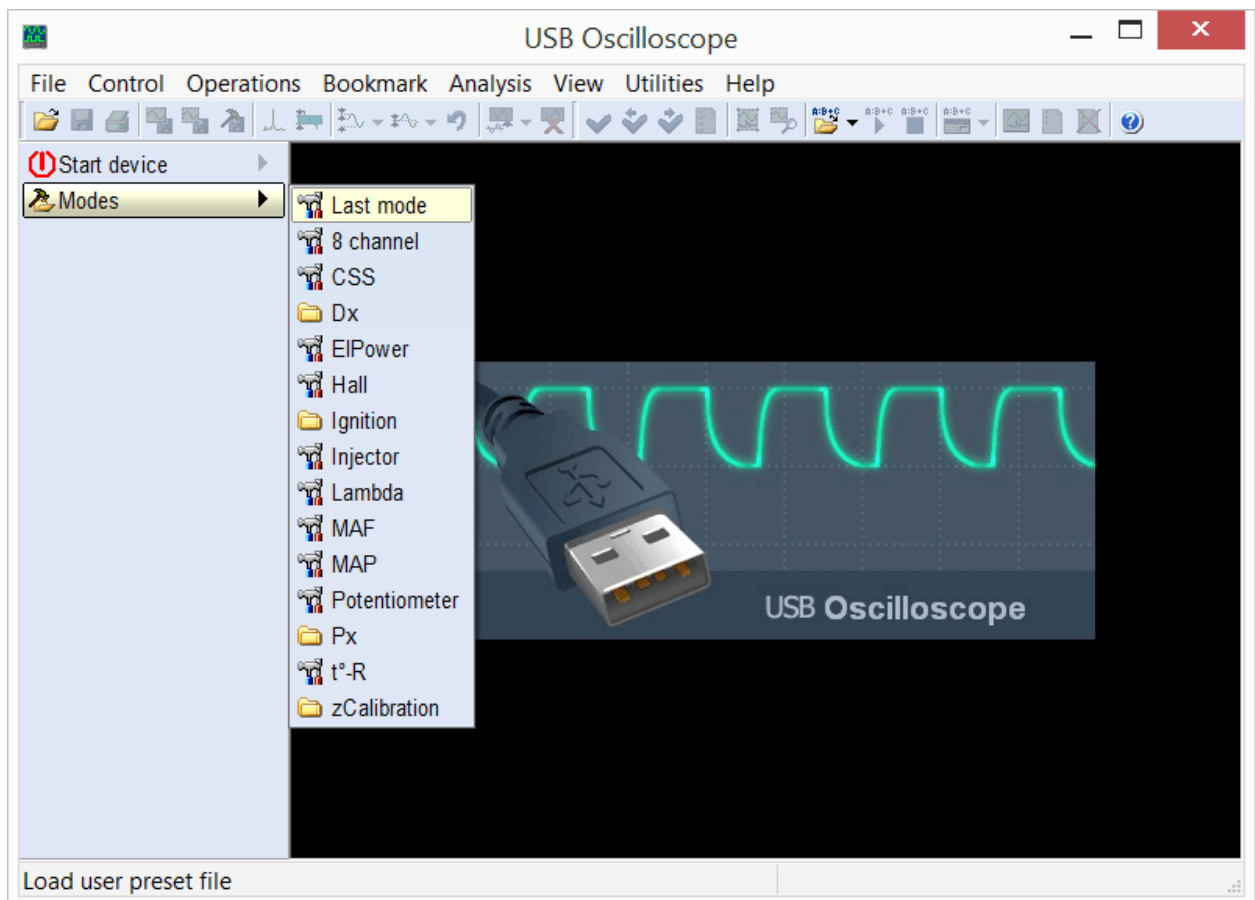 USB Oscilloscope
File Control Operations Bookmark Analysis View Utilities Help
A:B+C A:B+C A:B+C A:B+C
Start device
Modes
Last mode
8 channel
CSS
Dx
ElPower
Hall
Ignition
Injector
Lambda
MAF
MAP
Potentiometer
Px
t°-R
zCalibration
USB Oscilloscope
Load user preset file